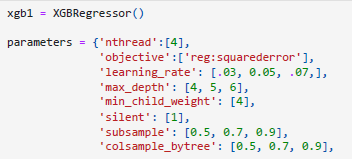 xgb1 = XGBRegressor()
parameters = {'nthread':[4],
'objective':['reg:squarederror'],
'learning_rate': [.03, 0.05, .07,],
'max_depth': [4, 5, 6],
'min_child_weight': [4],
'silent': [1],
'subsample': [0.5, 0.7, 0.9],
'colsample_bytree': [0.5, 0.7, 0.9],